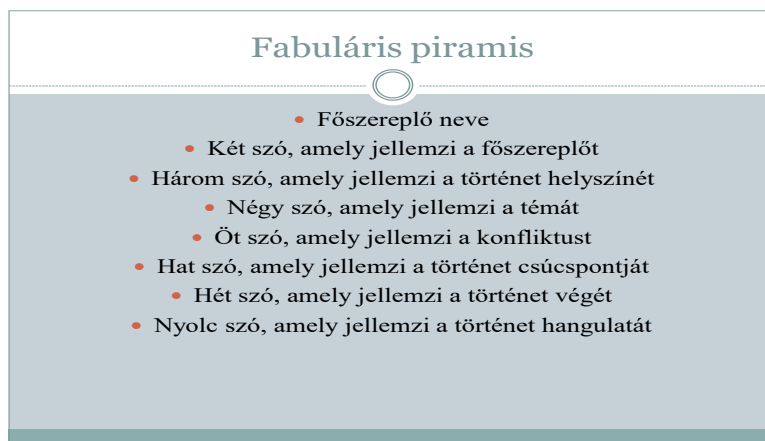 Fabuláris piramis
• Főszereplő neve
• Két szó, amely jellemzi a főszereplőt
• Három szó, amely jellemzi a történet helyszínét
• Négy szó, amely jellemzi a témát
• Öt szó, amely jellemzi a konfliktust
• Hat szó, amely jellemzi a történet csúcspontját
• Hét szó, amely jellemzi a történet végét
• Nyolc szó, amely jellemzi a történet hangulatát